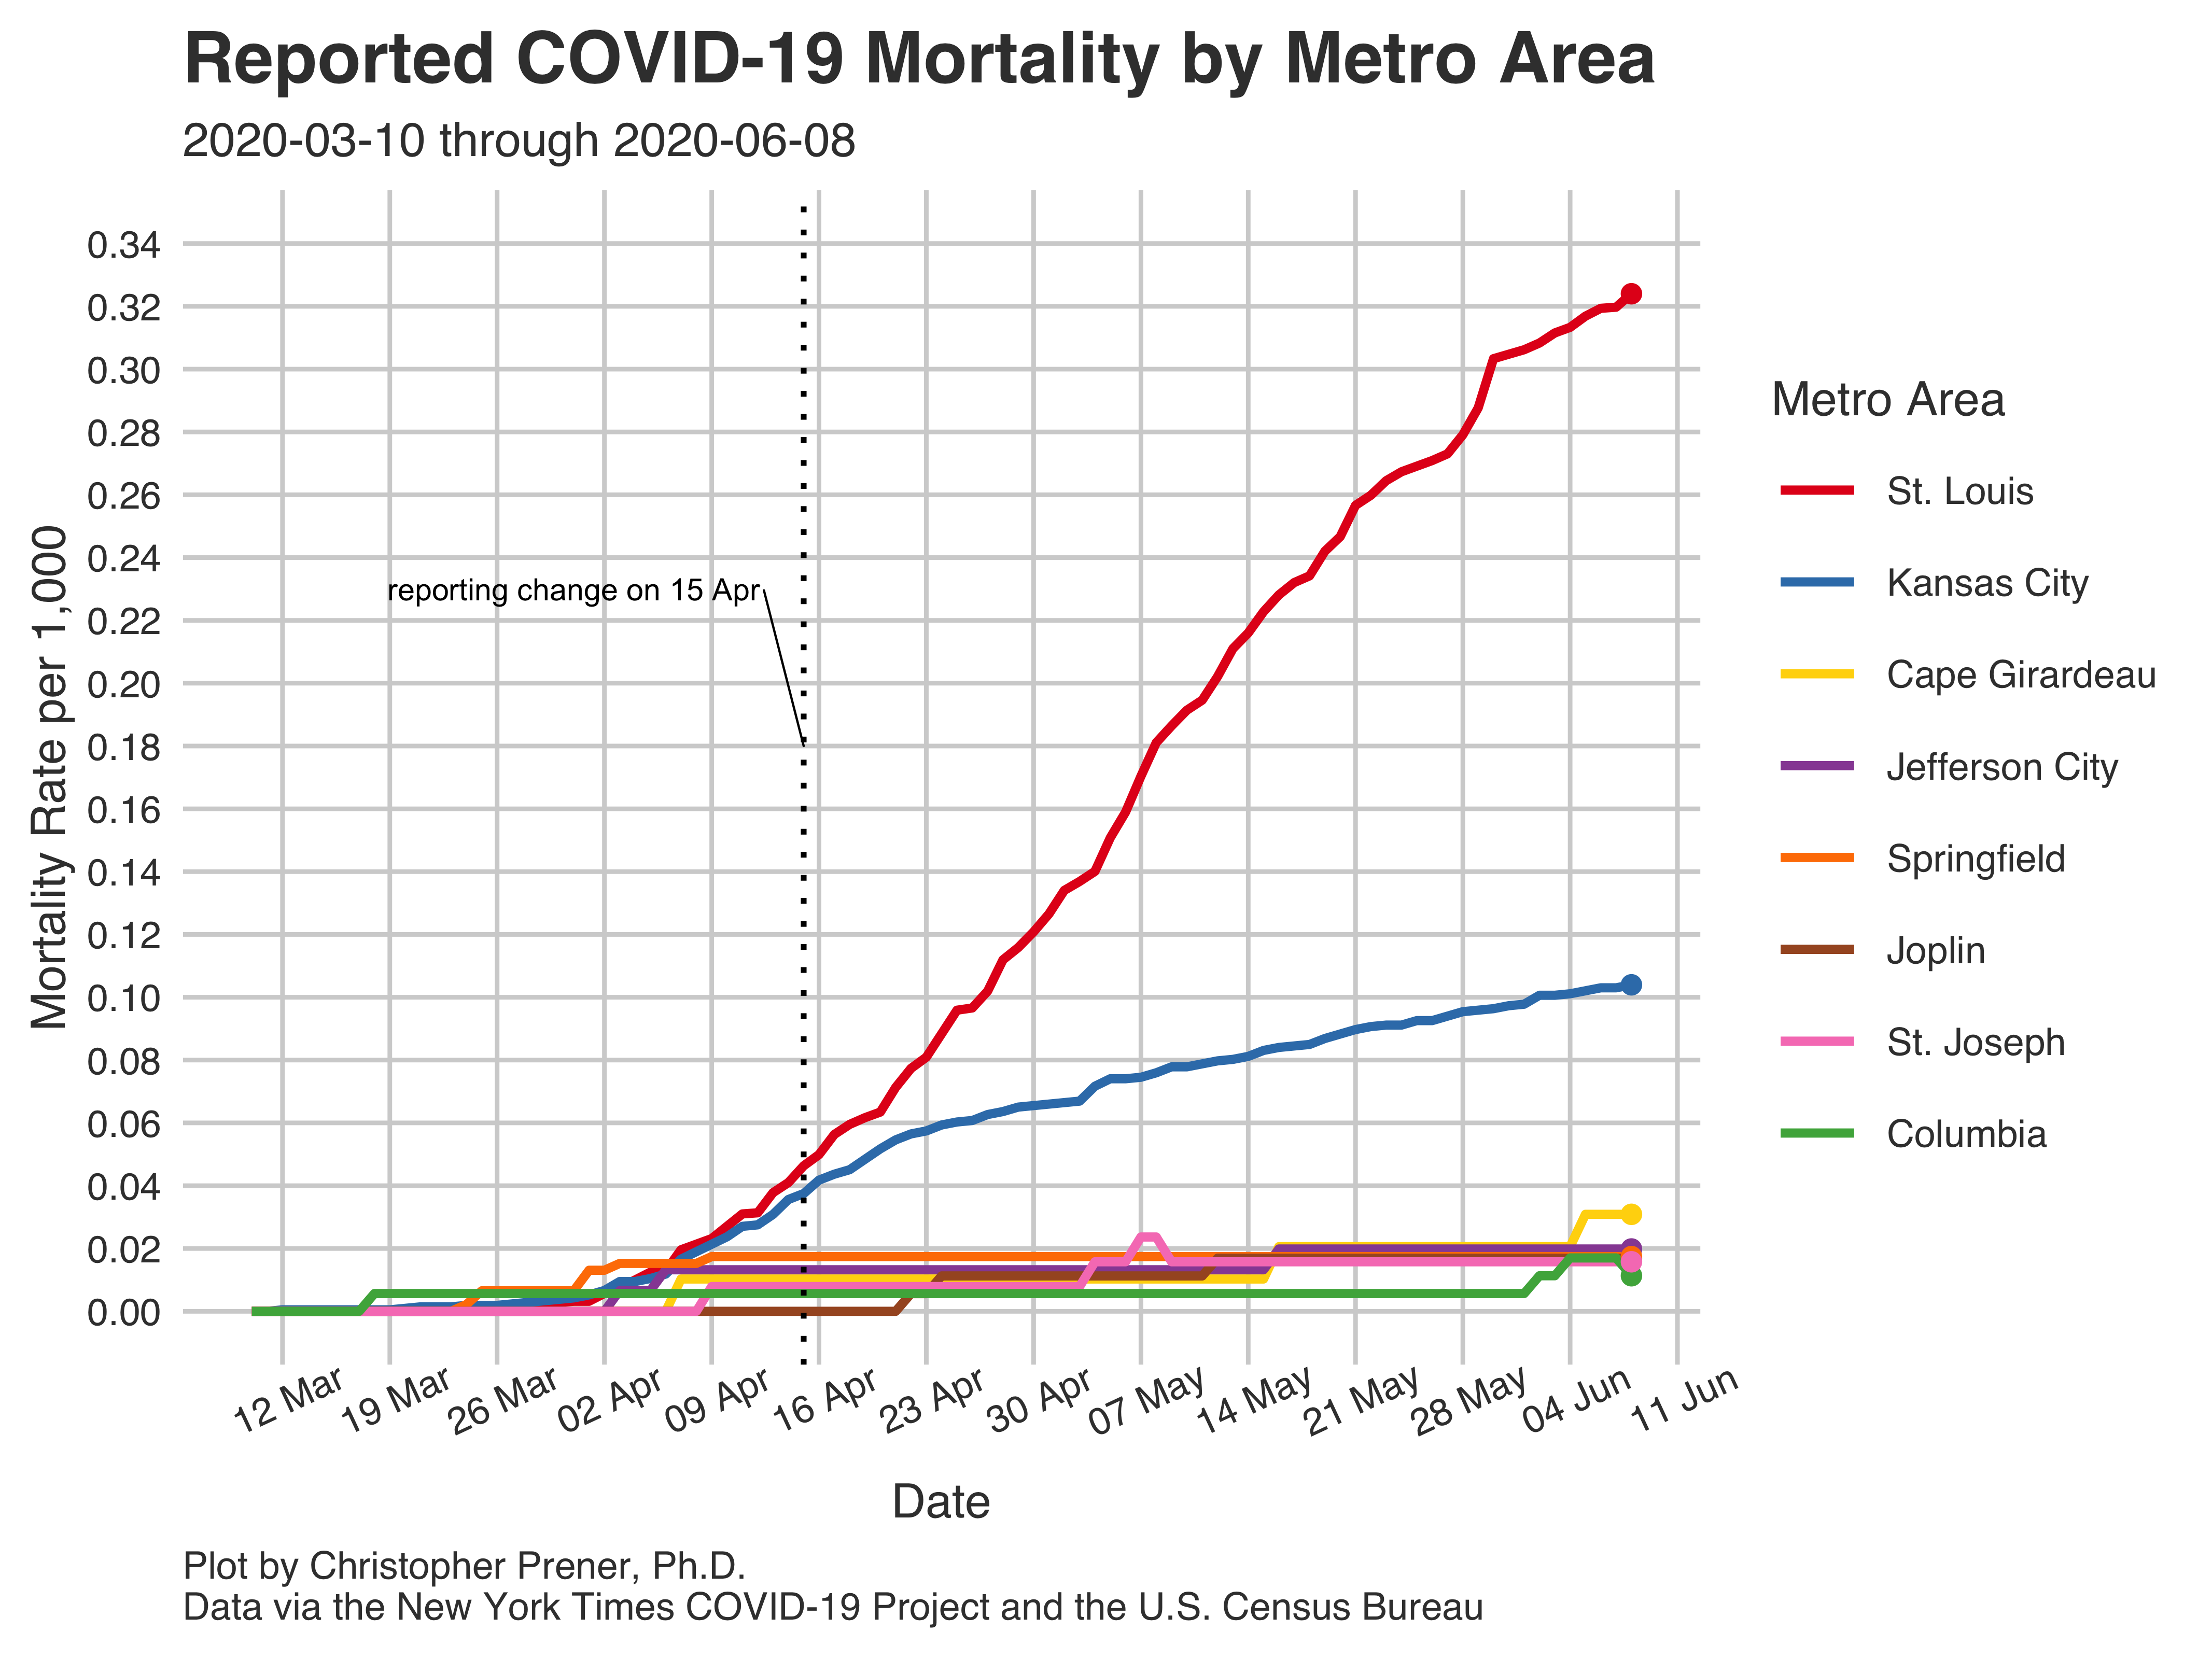 Reported COVID-19 Mortality by Metro Area
2020-03-10 through 2020-06-08
Mortality Rate per 1,000
0.34
0.32
0.30
0.28
0.26
0.24
0.22
0.20
0.18
0.16
0.14
0.12
0.10
0.08
0.06
0.04
0.02
0.00
reporting change on 15 Apr
12 Mar
19 Mar
26 Mar
02 Apr
09 Apr
16 Apr
23 Apr
30 Apr
07 May
14 May
21 May
28 May
04 Jun
11 Jun
Date
Metro Area
St. Louis
Kansas City
Cape Girardeau
Jefferson City
Springfield
Joplin
St. Joseph
Columbia
Plot by Christopher Prener, Ph.D.
Data via the New York Times COVID-19 Project and the U.S. Census Bureau